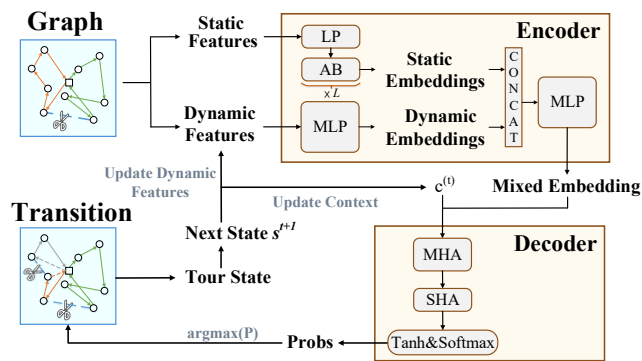 Graph
Static
Features
LP
AB
×L
Static
Embeddings
Encoder
CONCAT
MLP
Dynamic
Features
MLP
Dynamic
Embeddings
Update Dynamic
Features
Update Context
c(t)
Mixed Embedding
Transition
Next State s^{t+1}
Tour State
Decoder
MHA
SHA
Tanh&Softmax
Probs
argmax(P)